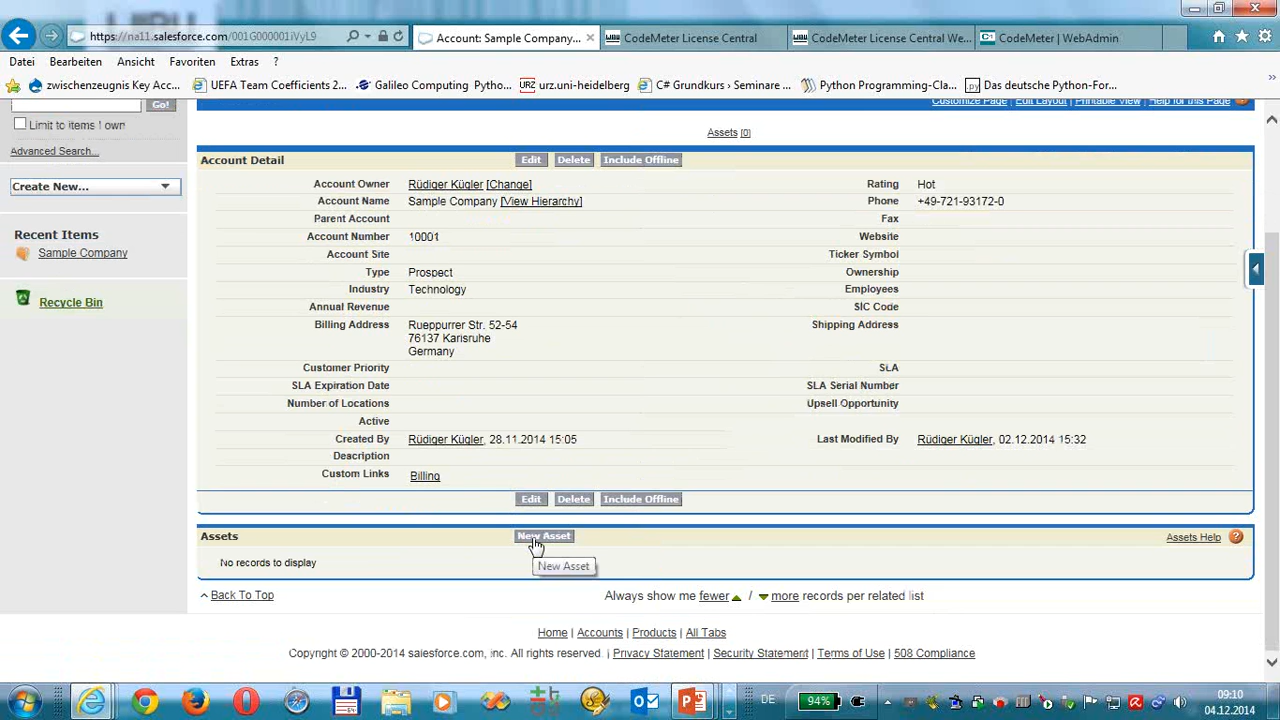 https://na11.salesforce.com/001G000001iVyL9
Account: Sample Company...
CodeMeter License Central
CodeMeter License Central We...
CodeMeter | WebAdmin
Datei Bearbeiten Ansicht Favoriten Extras ?
zwischenzeugnis Key Acc...
UEFA Team Coefficients 2...
Galileo Computing Pytho...
urz.uni-heidelberg
C# Grundkurs › Seminare ...
Python Programming-Cla...
Das deutsche Python-For...
Go!
Customize Page | Edit Layout | Printable View | Help for this Page
Limit to items I own
Advanced Search...
Create New...
Recent Items
Sample Company
Recycle Bin
Assets [0]
Account Detail Edit Delete Include Offline
Account Owner Rüdiger Kügler [Change] Rating Hot
Account Name Sample Company [View Hierarchy] Phone +49-721-93172-0
Parent Account Fax
Account Number 10001 Website
Account Site Ticker Symbol
Type Prospect Ownership
Industry Technology Employees
Annual Revenue SIC Code
Billing Address Rueppurrer Str. 52-54 Shipping Address
76137 Karlsruhe
Germany
Customer Priority SLA
SLA Expiration Date SLA Serial Number
Number of Locations Upsell Opportunity
Active
Created By Rüdiger Kügler, 28.11.2014 15:05 Last Modified By Rüdiger Kügler, 02.12.2014 15:32
Description
Custom Links Billing
Edit Delete Include Offline
Assets New Asset Assets Help ?
No records to display
New Asset
Back To Top Always show me fewer / more records per related list
Home | Accounts | Products | All Tabs
Copyright © 2000-2014 salesforce.com, inc. All rights reserved. | Privacy Statement | Security Statement | Terms of Use | 508 Compliance
DE 94% 09:10
04.12.2014